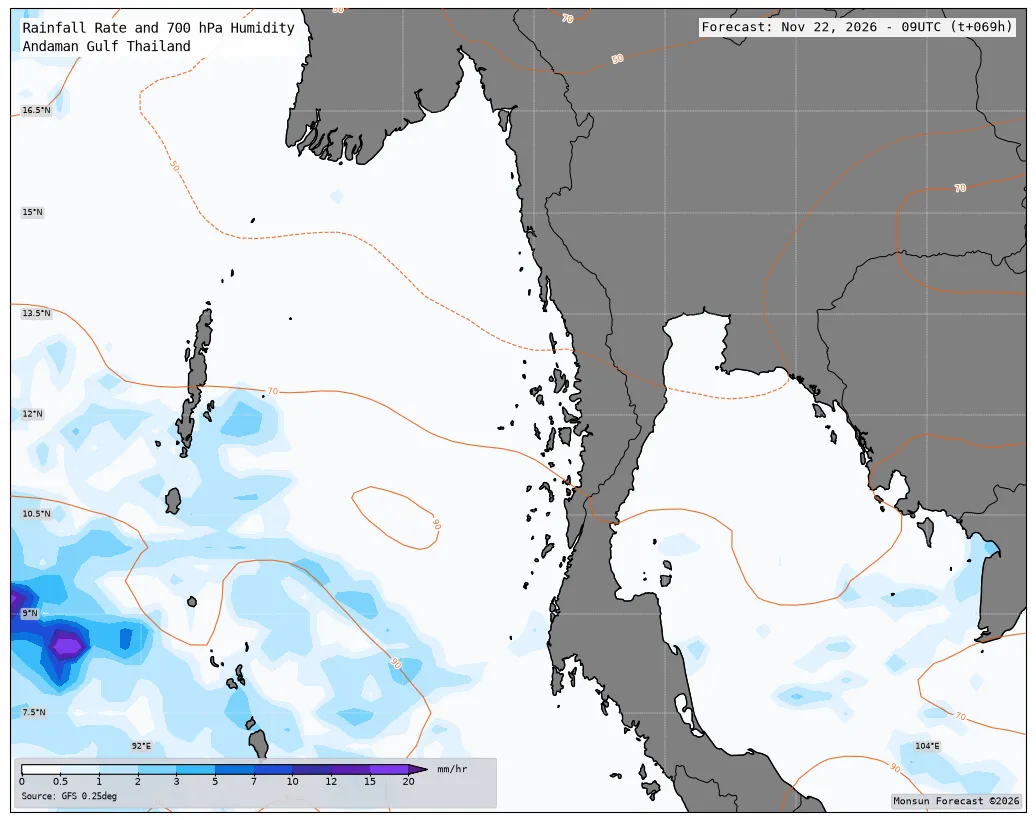 Rainfall Rate and 700 hPa Humidity
Andaman Gulf Thailand
Forecast: Nov 22, 2026 - 09UTC (t+069h)
70
50
16.5°N
50
70
15°N
13.5°N
70
12°N
10.5°N
90
9°N
90
7.5°N
70
92°E
104°E
90
mm/hr
0 0.5 1 2 3 5 7 10 12 15 20
Source: GFS 0.25deg
Monsun Forecast ©2026